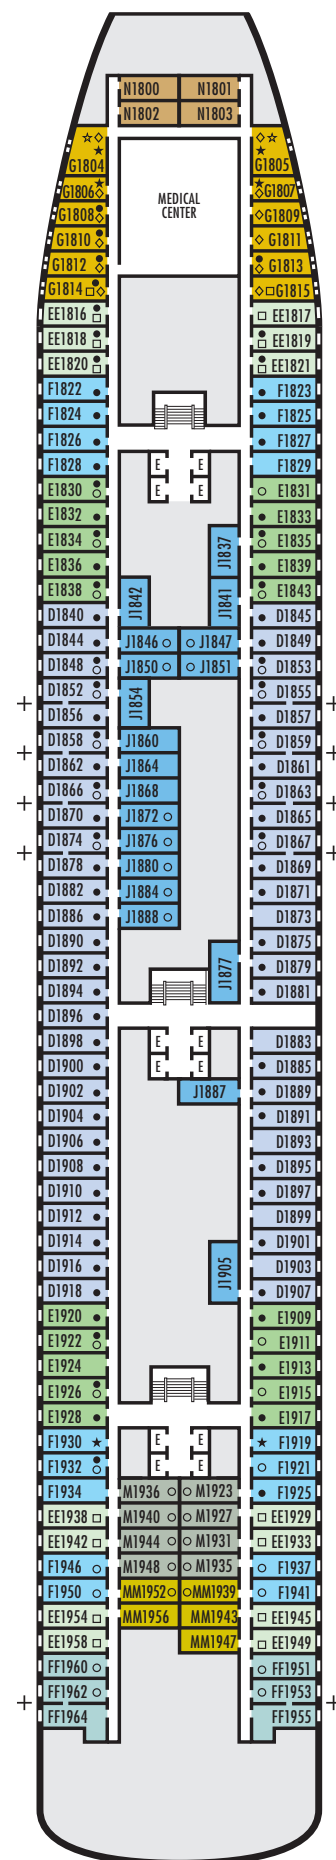 N1800 N1801
N1802 N1803
G1804 G1805
MEDICAL
CENTER
G1806 G1807
G1808 G1809
G1810 G1811
G1812 G1813
G1814 G1815
EE1816 EE1817
EE1818 EE1819
EE1820 EE1821
F1822 F1823
F1824 F1825
F1826 F1827
F1828 E E F1829
E1830 E E E1831
E1832 E1833
E1834 J1837 E1835
E1836 E1839
E1838 J1842 J1841 E1843
D1840 D1845
D1844 J1846 J1847 D1849
D1848 J1850 J1851 D1853
D1852 J1854 D1855
D1856 D1857
D1858 J1860 D1859
D1862 J1864 D1861
D1866 J1868 D1863
D1870 J1872 D1865
D1874 J1876 D1867
D1878 J1880 D1869
D1882 J1884 D1871
D1886 J1888 D1873
D1890 D1875
D1892 J1877 D1879
D1894 D1881
D1896
D1898 E E D1883
D1900 E E D1885
D1902 J1887 D1889
D1904 D1891
D1906 D1893
D1908 D1895
D1910 D1897
D1912 D1899
D1914 J1905 D1901
D1916 D1903
D1918 D1907
E1920 E1909
E1922 E1911
E1924 E1913
E1926 E1915
E1928 E1917
F1930 E E F1919
F1932 E E F1921
F1934 M1936 M1923 F1925
EE1938 M1940 M1927 EE1929
EE1942 M1944 M1931 EE1933
F1946 M1948 M1935 F1937
F1950 MM1952 MM1939 F1941
EE1954 MM1956 MM1943 EE1945
EE1958 MM1947 EE1949
FF1960 FF1951
FF1962 FF1953
FF1964 FF1955